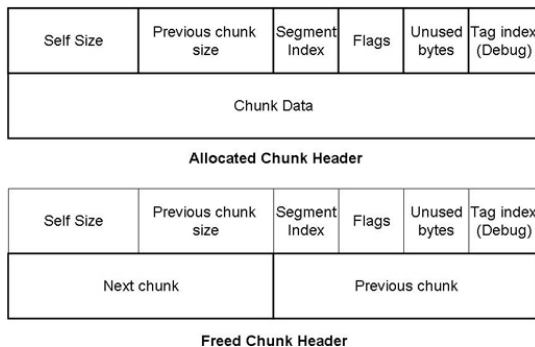 Self Size
Previous chunk
size
Segment
Index
Flags
Unused
bytes
Tag index
(Debug)
Chunk Data
Allocated Chunk Header
Self Size
Previous chunk
size
Segment
Index
Flags
Unused
bytes
Tag index
(Debug)
Next chunk
Previous chunk
Freed Chunk Header